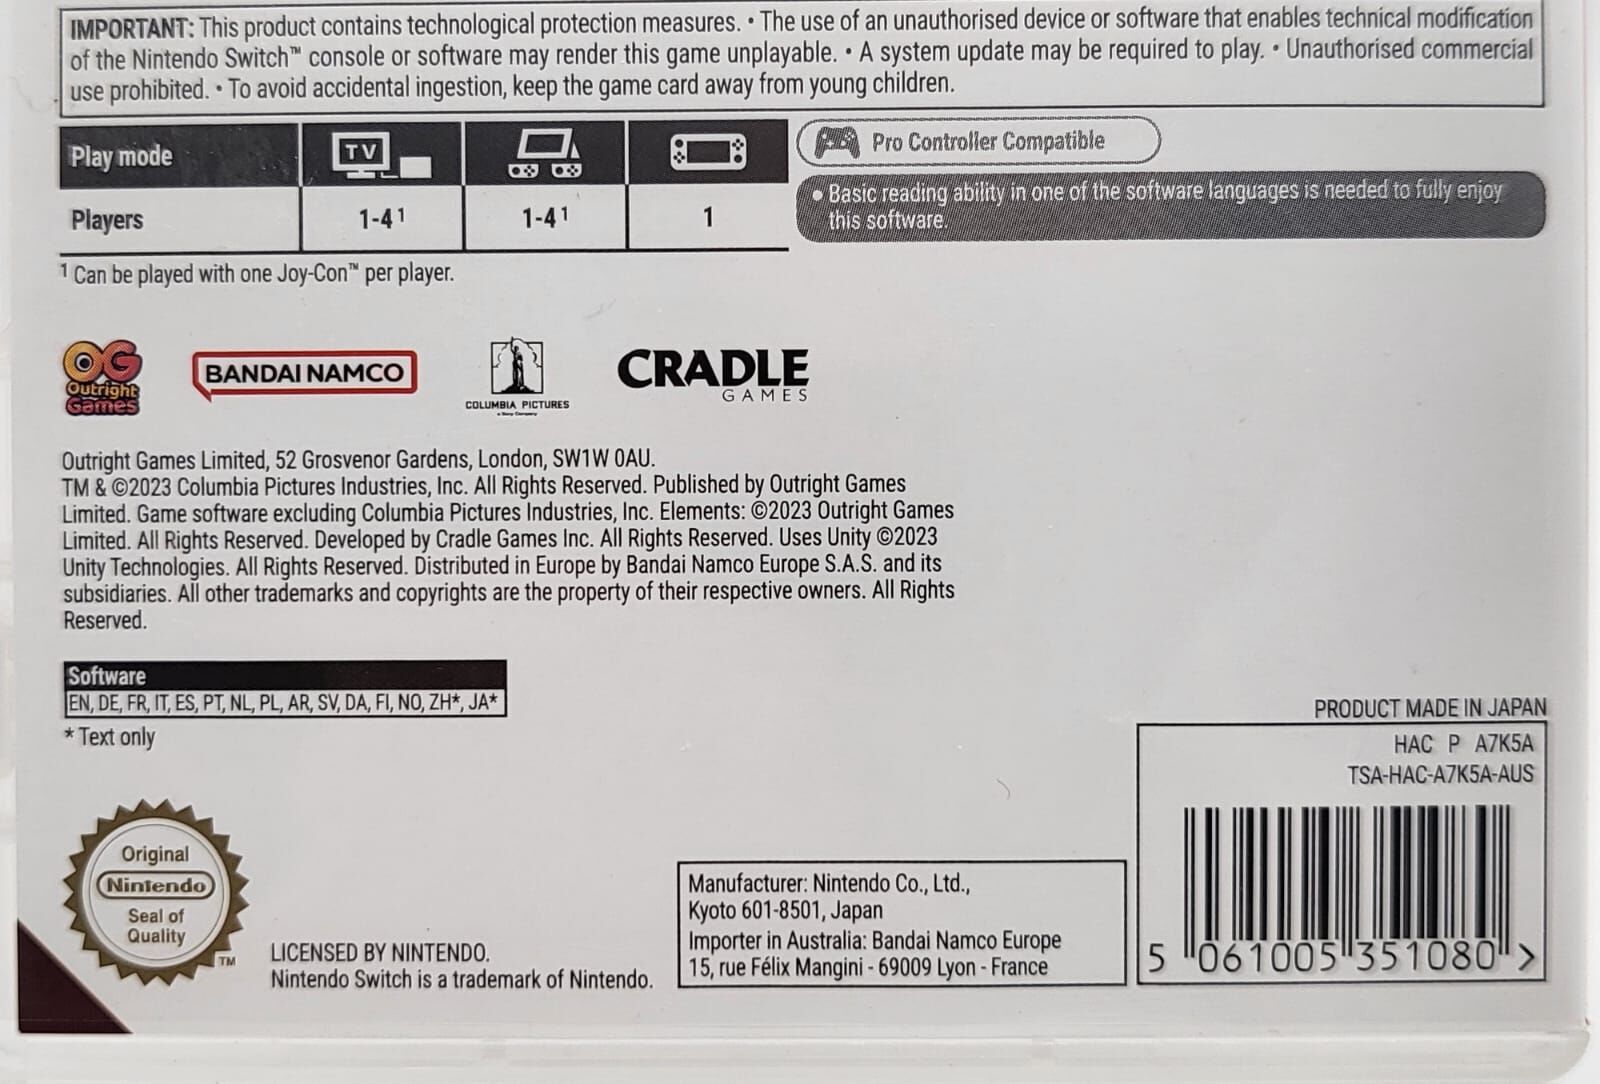 IMPORTANT: This product contains technological protection measures. • The use of an unauthorised device or software that enables technical modification
of the Nintendo Switch™ console or software may render this game unplayable. • A system update may be required to play. • Unauthorised commercial
use prohibited. • To avoid accidental ingestion, keep the game card away from young children.
Play mode TV
Players 1-4¹ 1-4¹ 1
Pro Controller Compatible
• Basic reading ability in one of the software languages is needed to fully enjoy
this software.
¹ Can be played with one Joy-Con™ per player.
OG
Outright
Games
BANDAI NAMCO
COLUMBIA PICTURES
a Sony Company
CRADLE
GAMES
Outright Games Limited, 52 Grosvenor Gardens, London, SW1W 0AU.
TM & ©2023 Columbia Pictures Industries, Inc. All Rights Reserved. Published by Outright Games
Limited. Game software excluding Columbia Pictures Industries, Inc. Elements: ©2023 Outright Games
Limited. All Rights Reserved. Developed by Cradle Games Inc. All Rights Reserved. Uses Unity ©2023
Unity Technologies. All Rights Reserved. Distributed in Europe by Bandai Namco Europe S.A.S. and its
subsidiaries. All other trademarks and copyrights are the property of their respective owners. All Rights
Reserved.
Software
EN, DE, FR, IT, ES, PT, NL, PL, AR, SV, DA, FI, NO, ZH*, JA*
* Text only
Original
Nintendo
Seal of
Quality
TM
LICENSED BY NINTENDO.
Nintendo Switch is a trademark of Nintendo.
Manufacturer: Nintendo Co., Ltd.,
Kyoto 601-8501, Japan
Importer in Australia: Bandai Namco Europe
15, rue Félix Mangini - 69009 Lyon - France
PRODUCT MADE IN JAPAN
HAC P A7K5A
TSA-HAC-A7K5A-AUS
5 061005 351080 >